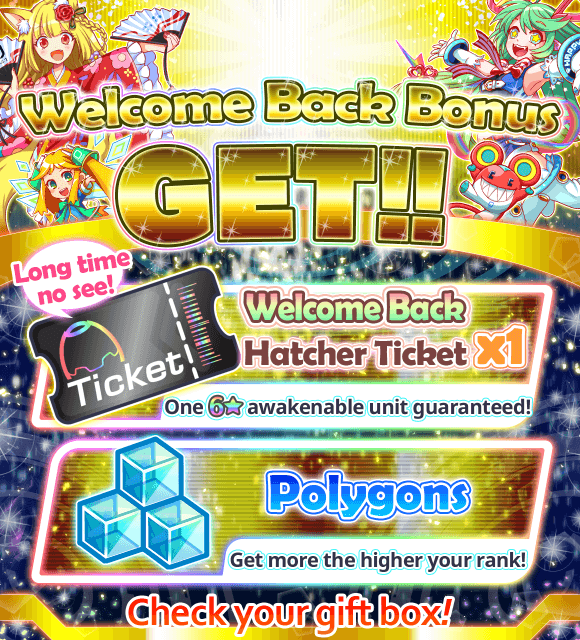 Welcome Back Bonus
GET!!
Long time
no see!
Ticket
Welcome Back
Hatcher Ticket x1
One 6☆ awakenable unit guaranteed!
Polygons
Get more the higher your rank!
Check your gift box!